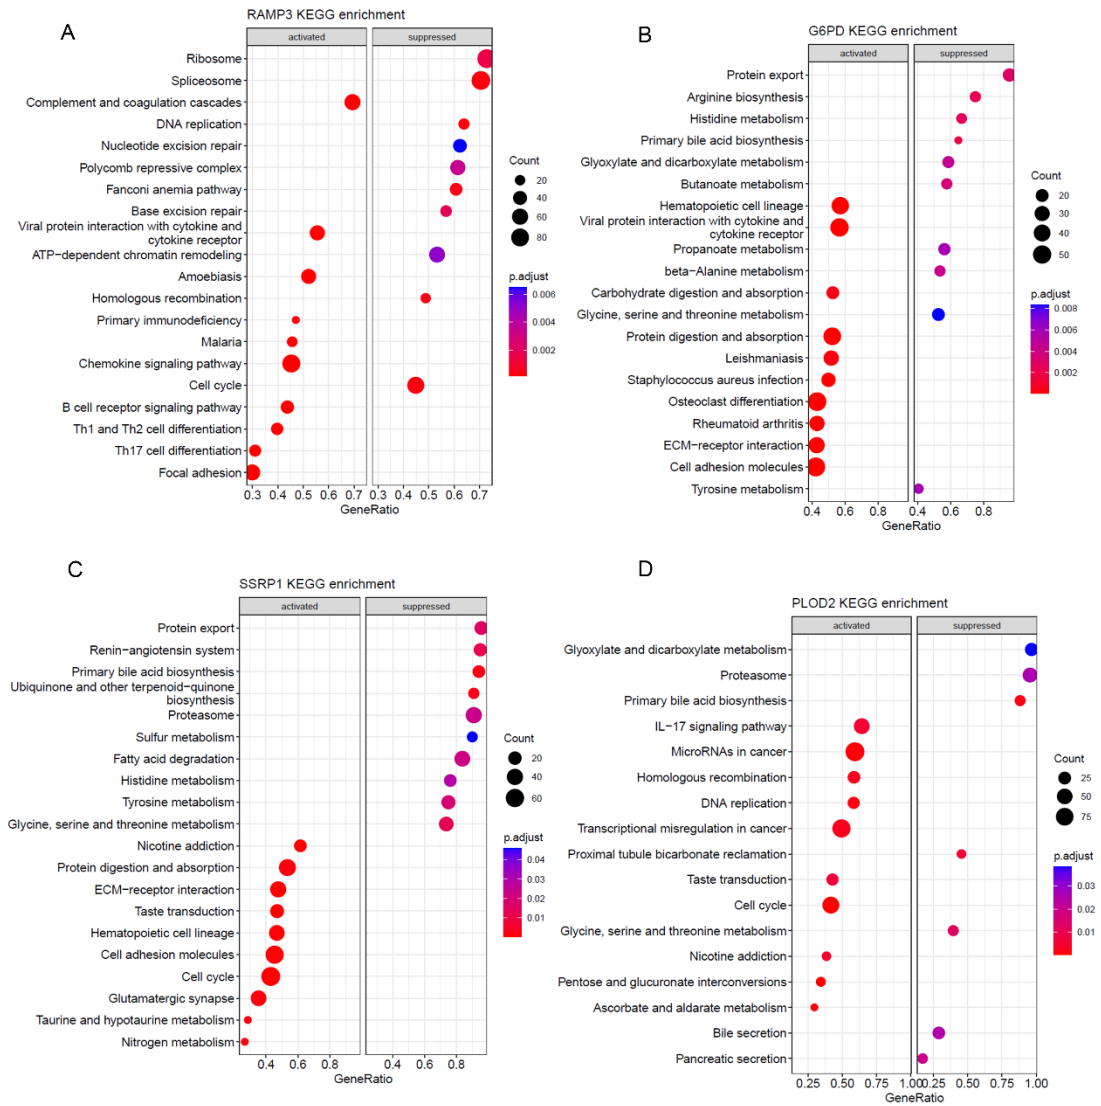 A
RAMP3 KEGG enrichment
activated
suppressed
Ribosome
Spliceosome
Complement and coagulation cascades
DNA replication
Nucleotide excision repair
Polycomb repressive complex
Fanconi anemia pathway
Base excision repair
Viral protein interaction with cytokine and
cytokine receptor
ATP−dependent chromatin remodeling
Amoebiasis
Homologous recombination
Primary immunodeficiency
Malaria
Chemokine signaling pathway
Cell cycle
B cell receptor signaling pathway
Th1 and Th2 cell differentiation
Th17 cell differentiation
Focal adhesion
0.3 0.4 0.5 0.6 0.7 0.3 0.4 0.5 0.6 0.7
GeneRatio
Count
20
40
60
80
p.adjust
0.006
0.004
0.002
B
G6PD KEGG enrichment
activated
suppressed
Protein export
Arginine biosynthesis
Histidine metabolism
Primary bile acid biosynthesis
Glyoxylate and dicarboxylate metabolism
Butanoate metabolism
Hematopoietic cell lineage
Viral protein interaction with cytokine and
cytokine receptor
Propanoate metabolism
beta−Alanine metabolism
Carbohydrate digestion and absorption
Glycine, serine and threonine metabolism
Protein digestion and absorption
Leishmaniasis
Staphylococcus aureus infection
Osteoclast differentiation
Rheumatoid arthritis
ECM−receptor interaction
Cell adhesion molecules
Tyrosine metabolism
0.4 0.6 0.8 0.4 0.6 0.8
GeneRatio
Count
20
30
40
50
p.adjust
0.008
0.006
0.004
0.002
C
SSRP1 KEGG enrichment
activated
suppressed
Protein export
Renin−angiotensin system
Primary bile acid biosynthesis
Ubiquinone and other terpenoid−quinone
biosynthesis
Proteasome
Sulfur metabolism
Fatty acid degradation
Histidine metabolism
Tyrosine metabolism
Glycine, serine and threonine metabolism
Nicotine addiction
Protein digestion and absorption
ECM−receptor interaction
Taste transduction
Hematopoietic cell lineage
Cell adhesion molecules
Cell cycle
Glutamatergic synapse
Taurine and hypotaurine metabolism
Nitrogen metabolism
0.4 0.6 0.8 0.4 0.6 0.8
GeneRatio
Count
20
40
60
p.adjust
0.04
0.03
0.02
0.01
D
PLOD2 KEGG enrichment
activated
suppressed
Glyoxylate and dicarboxylate metabolism
Proteasome
Primary bile acid biosynthesis
IL−17 signaling pathway
MicroRNAs in cancer
Homologous recombination
DNA replication
Transcriptional misregulation in cancer
Proximal tubule bicarbonate reclamation
Taste transduction
Cell cycle
Glycine, serine and threonine metabolism
Nicotine addiction
Pentose and glucuronate interconversions
Ascorbate and aldarate metabolism
Bile secretion
Pancreatic secretion
0.25 0.50 0.75 1.00 0.25 0.50 0.75 1.00
GeneRatio
Count
25
50
75
p.adjust
0.03
0.02
0.01